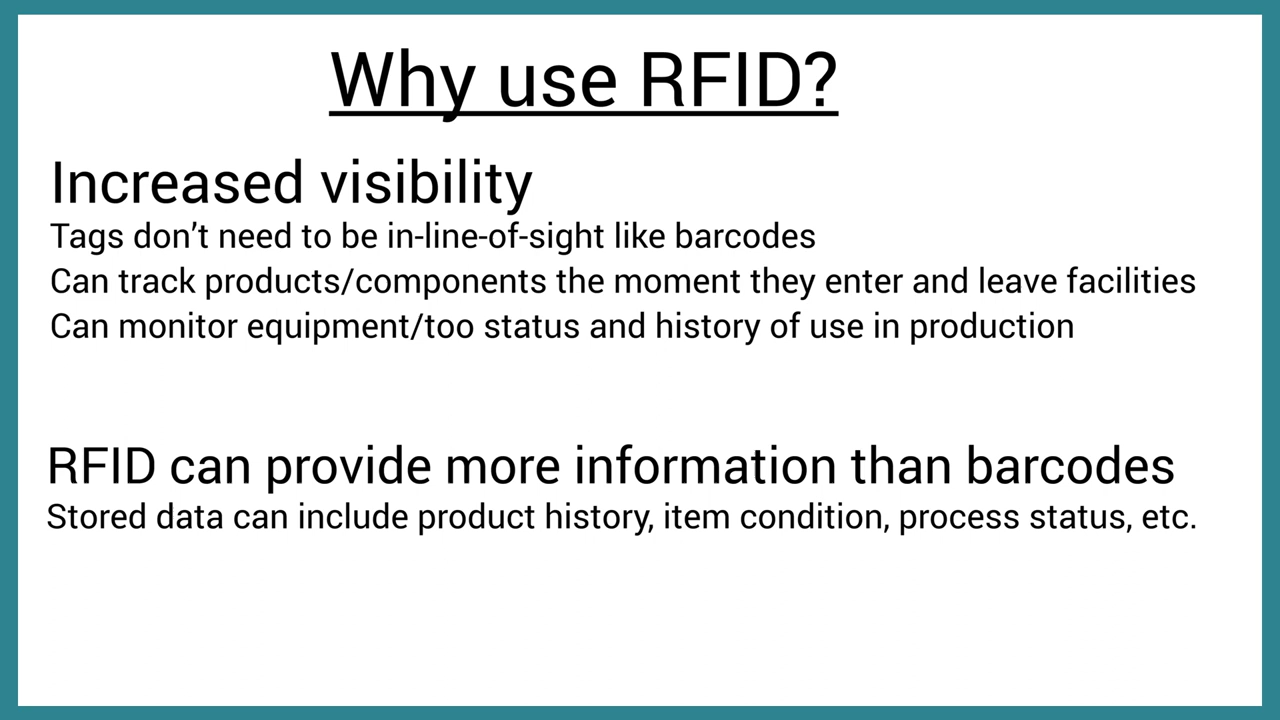 Why use RFID?
Increased visibility
Tags don’t need to be in-line-of-sight like barcodes
Can track products/components the moment they enter and leave facilities
Can monitor equipment/too status and history of use in production
RFID can provide more information than barcodes
Stored data can include product history, item condition, process status, etc.